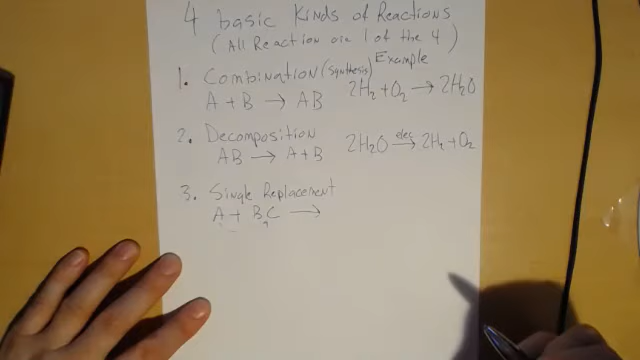 4 basic Kinds of Reactions
(All Reaction are 1 of the 4)
Example
1. Combination (synthesis)
A + B → AB 2H₂ + O₂ → 2H₂O
2. Decomposition
AB → A + B 2H₂O elec→ 2H₂ + O₂
3. Single Replacement
A + BC →